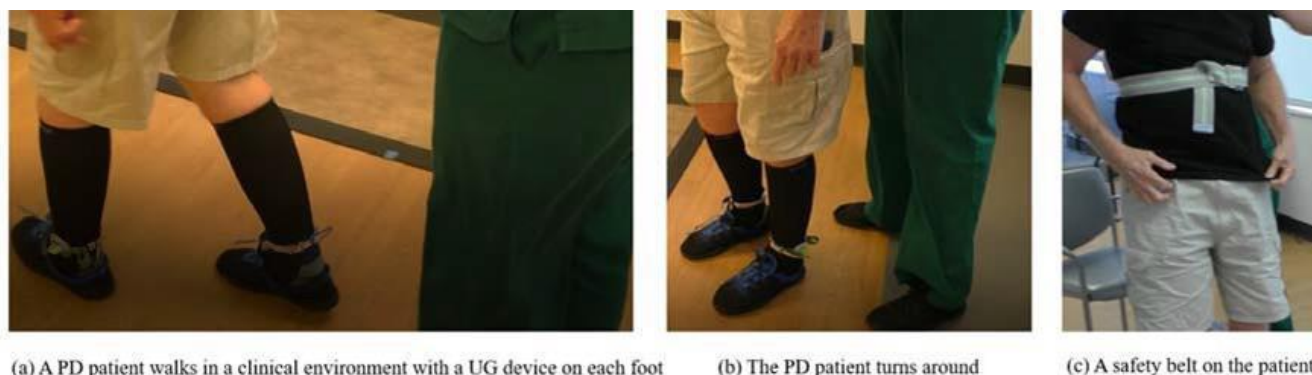 (a) A PD patient walks in a clinical environment with a UG device on each foot
(b) The PD patient turns around
(c) A safety belt on the patient